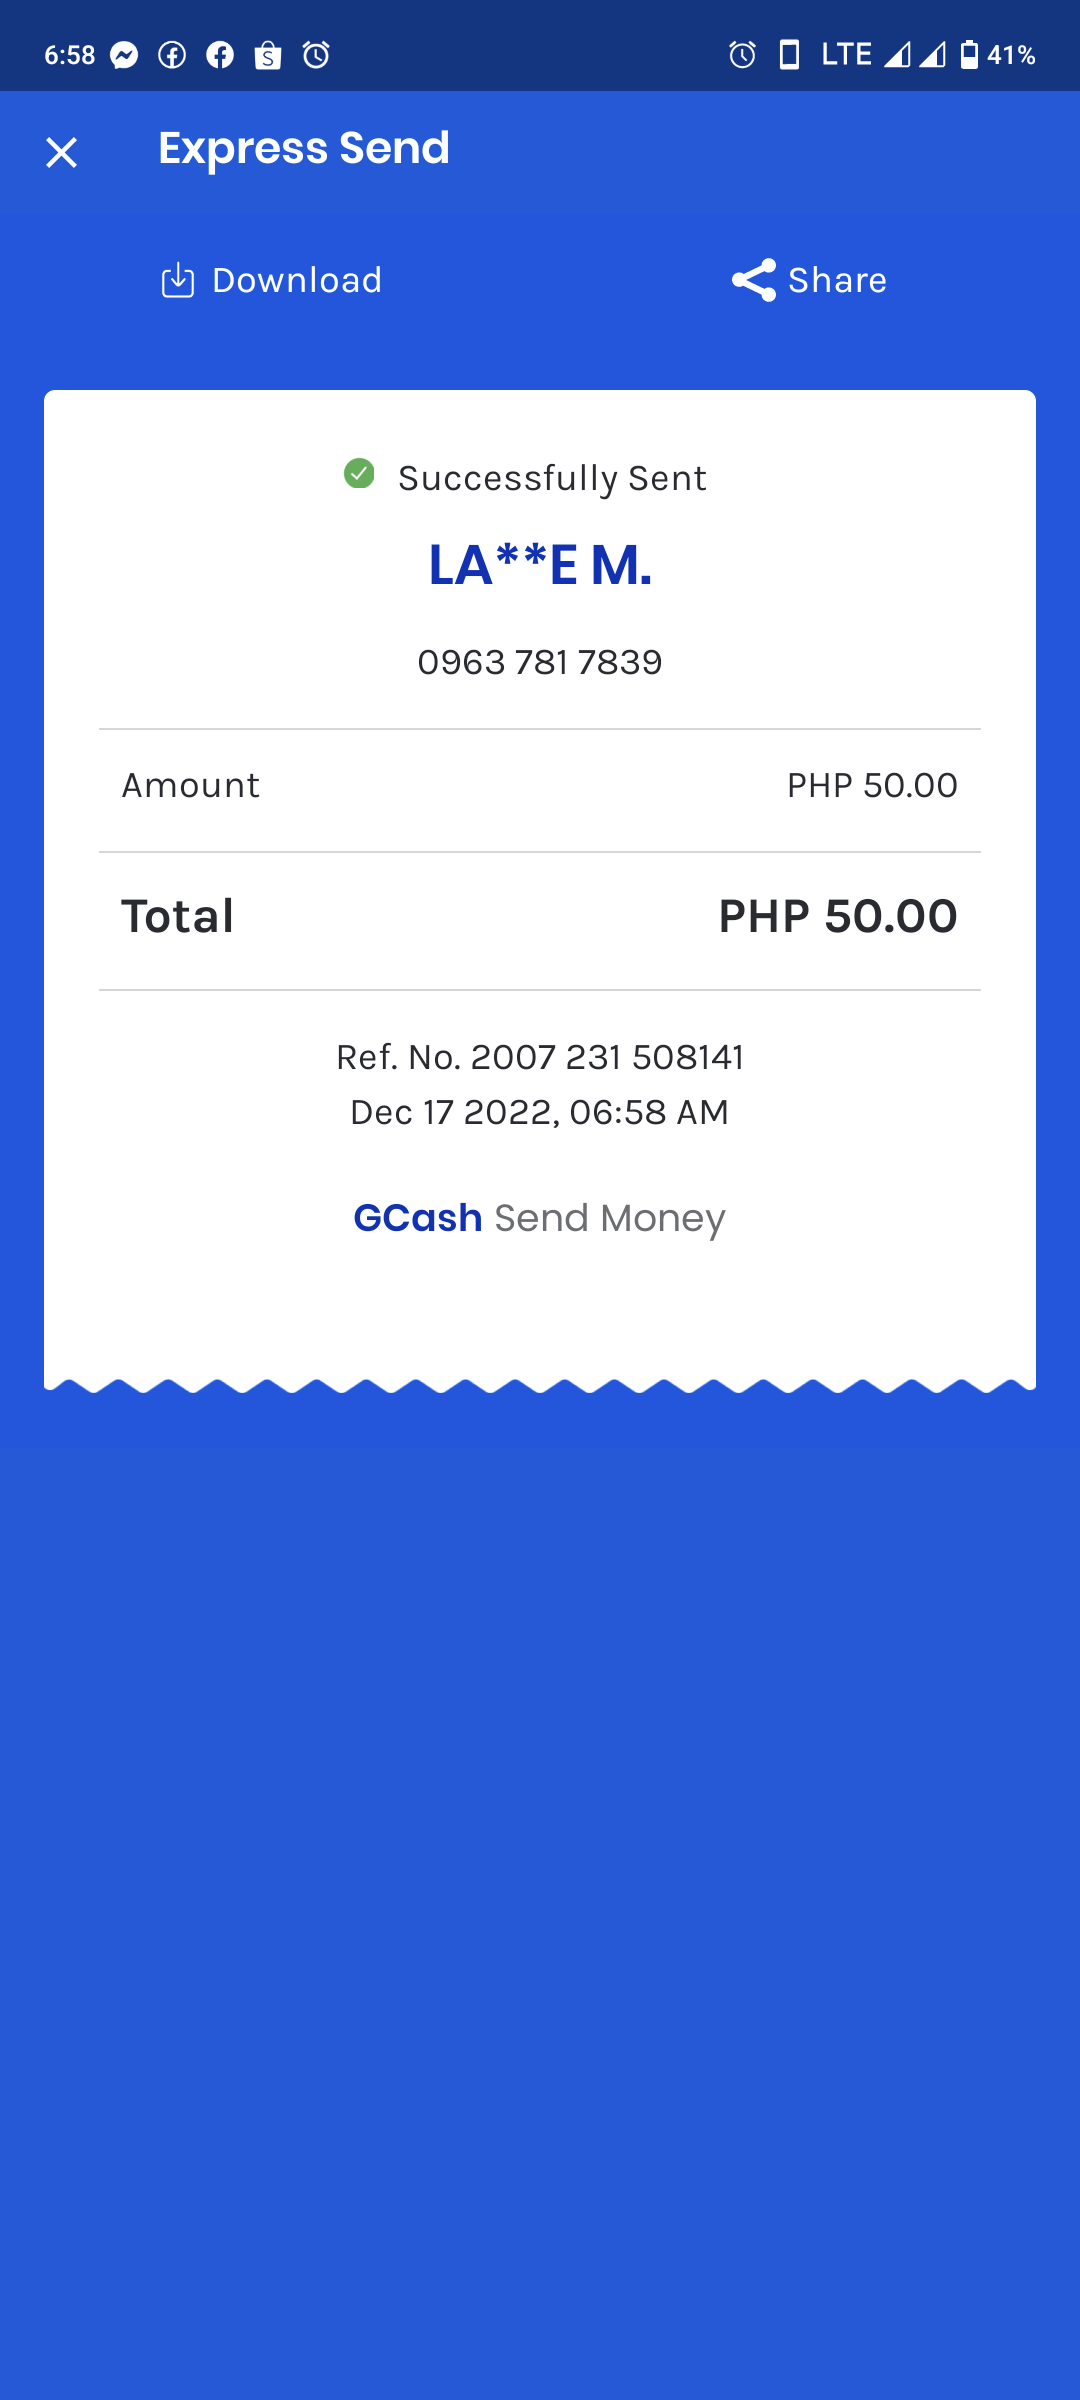 6:58 LTE 41%
Express Send
Download Share
Successfully Sent
LA**E M.
0963 781 7839
Amount PHP 50.00
Total PHP 50.00
Ref. No. 2007 231 508141
Dec 17 2022, 06:58 AM
GCash Send Money